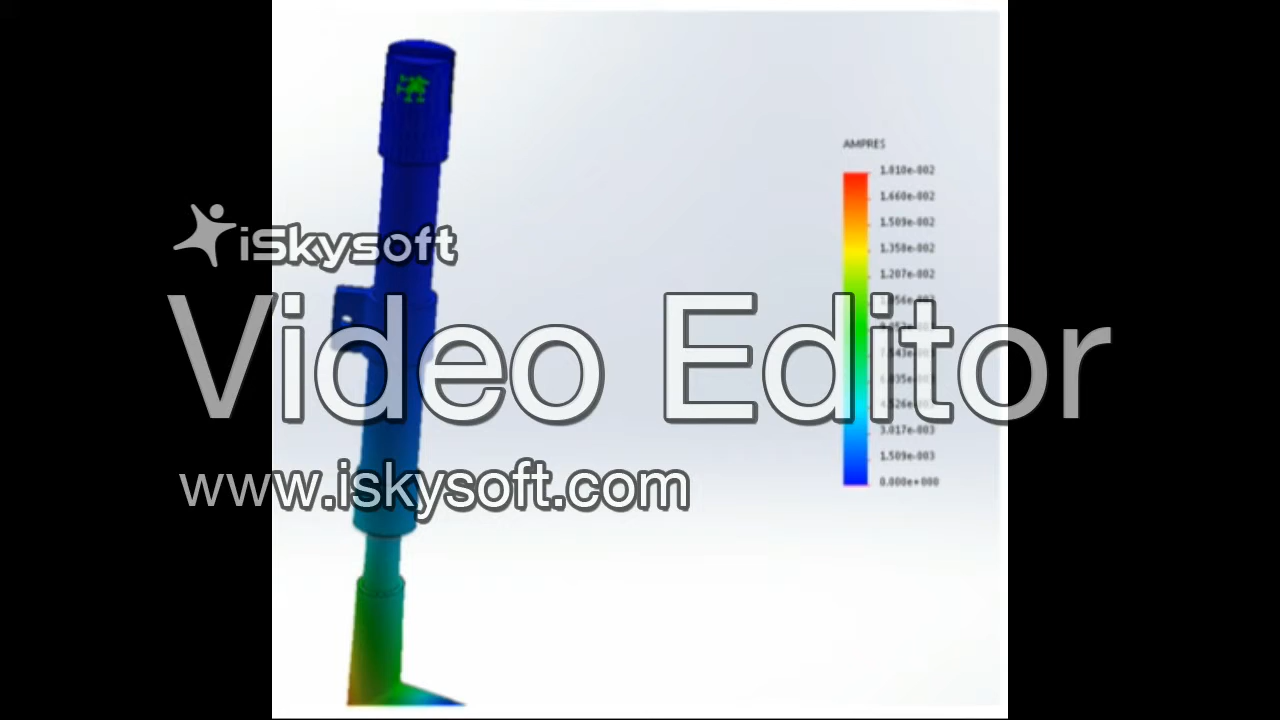 AMPRES
1.810e-002
1.660e-002
1.509e-002
1.358e-002
1.207e-002
iSkysoft
Video Editor
www.iskysoft.com
3.017e-003
1.509e-003
0.000e+000